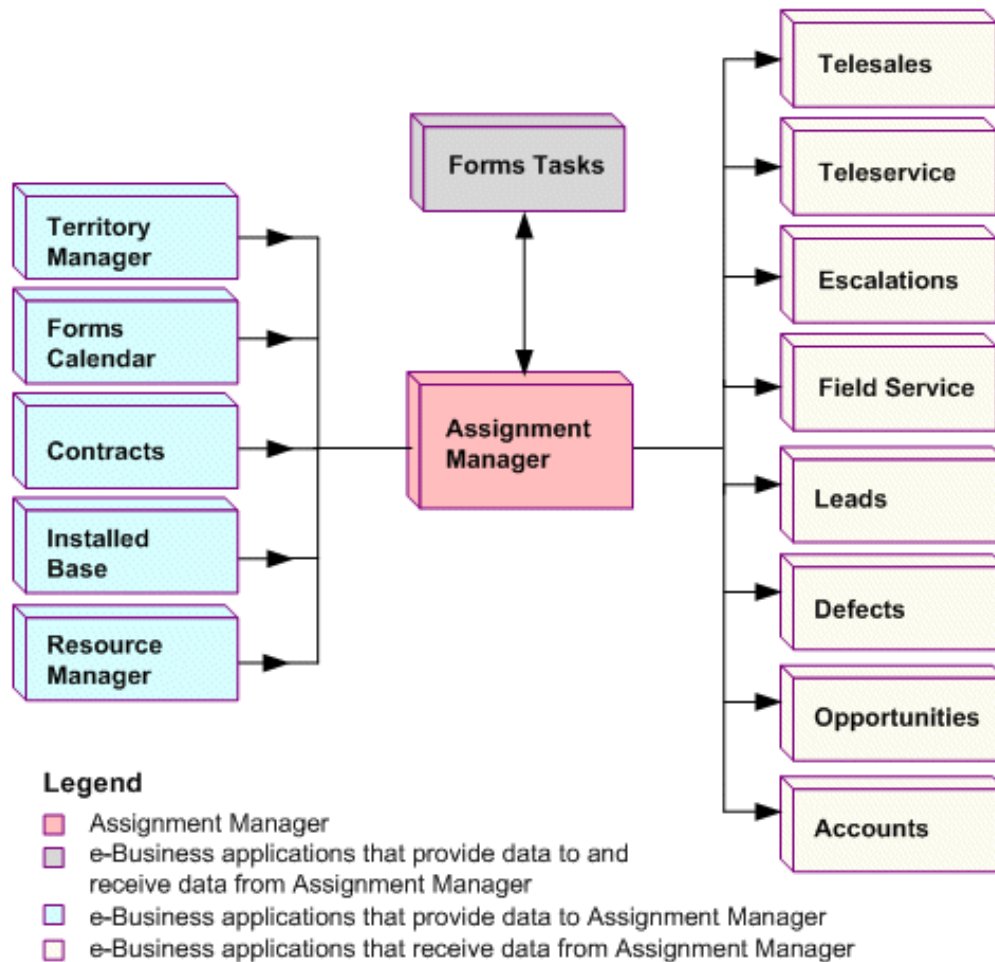 Telesales
Forms Tasks
Teleservice
Territory
Manager
Escalations
Forms
Calendar
Field Service
Assignment
Manager
Contracts
Leads
Installed
Base
Defects
Resource
Manager
Opportunities
Accounts
Legend
Assignment Manager
e-Business applications that provide data to and
receive data from Assignment Manager
e-Business applications that provide data to Assignment Manager
e-Business applications that receive data from Assignment Manager